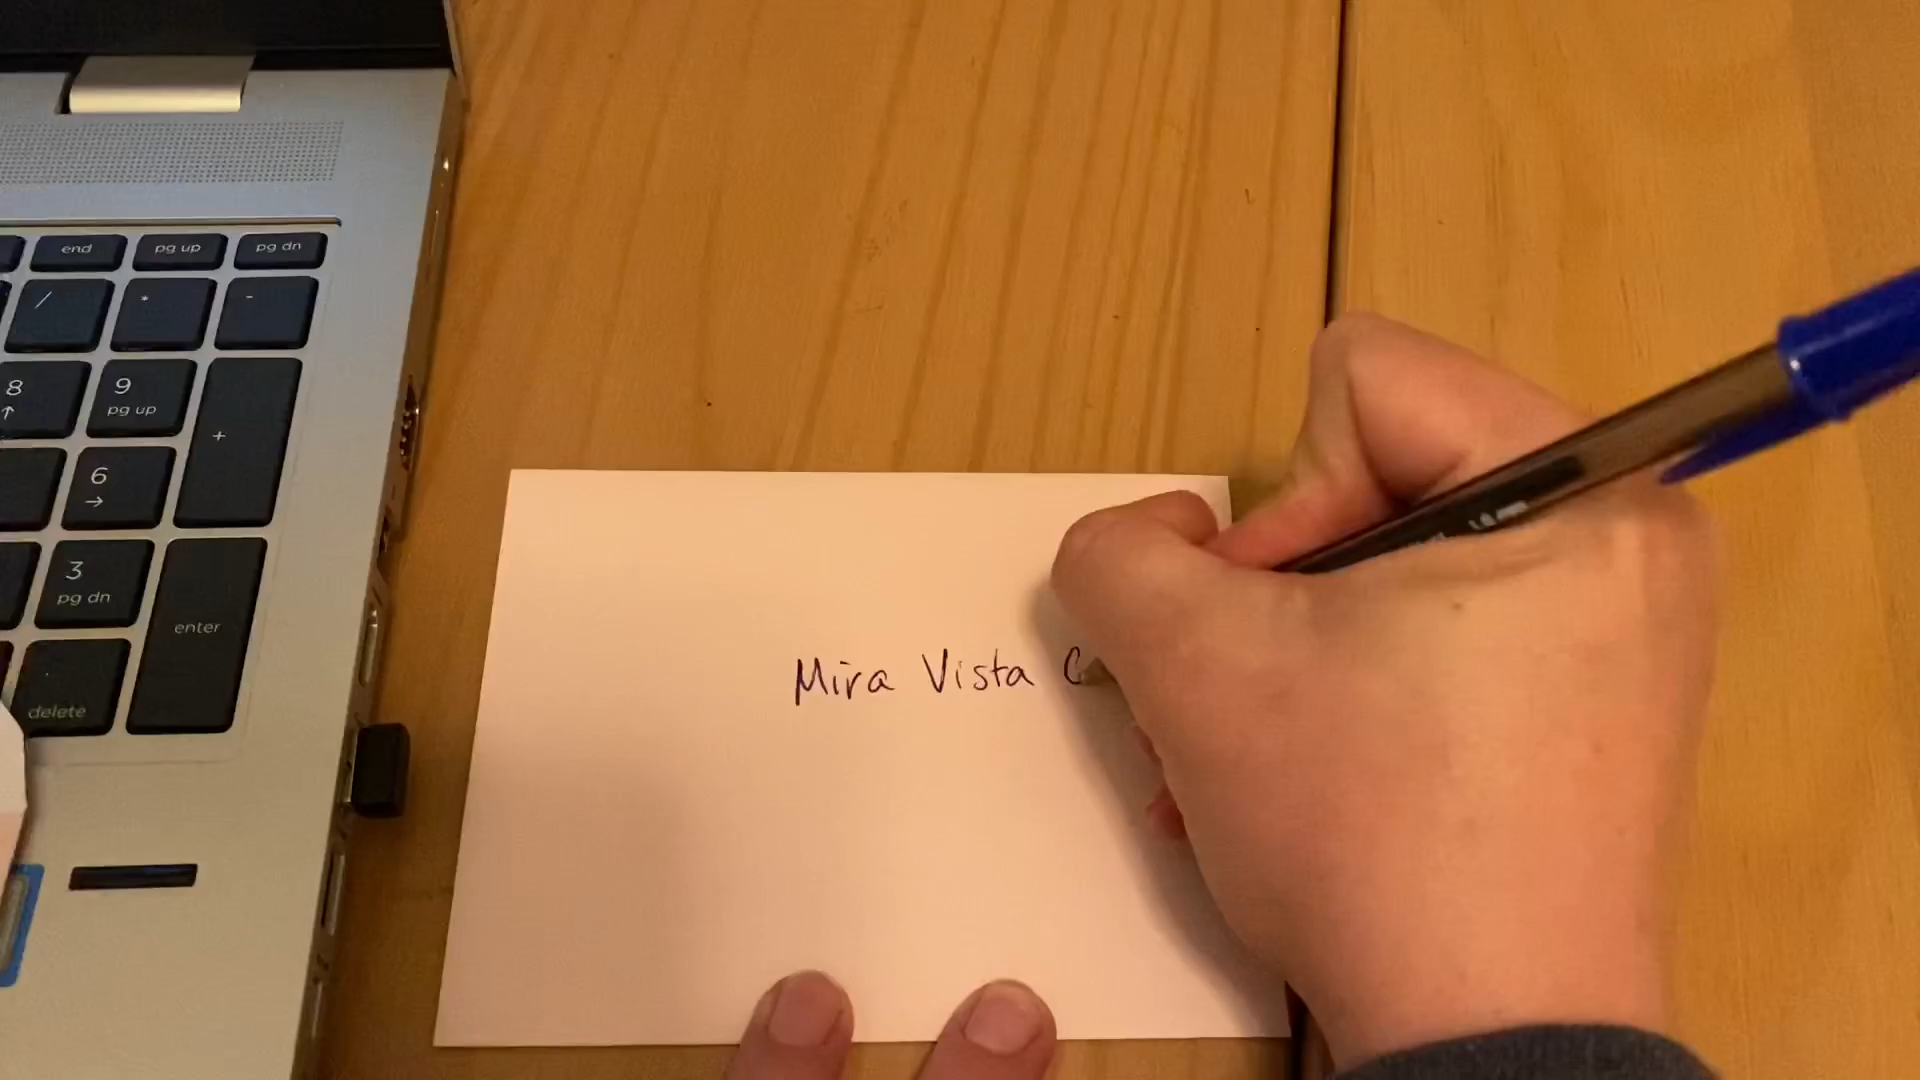 end pg up pg dn
/ * -
8 ↑ 9 pg up +
6 →
3 pg dn enter
. delete
Mira Vista C